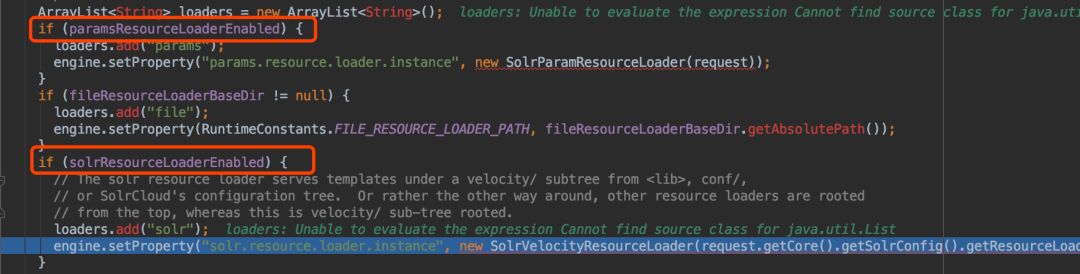 ArrayList<String> loaders = new ArrayList<String>(); loaders: Unable to evaluate the expression Cannot find source class for java.util
if (paramsResourceLoaderEnabled) {
loaders.add("params");
engine.setProperty("params.resource.loader.instance", new SolrParamResourceLoader(request));
}
if (fileResourceLoaderBaseDir != null) {
loaders.add("file");
engine.setProperty(RuntimeConstants.FILE_RESOURCE_LOADER_PATH, fileResourceLoaderBaseDir.getAbsolutePath());
}
if (solrResourceLoaderEnabled) {
// The solr resource loader serves templates under a velocity/ subtree from <lib>, conf/,
// or SolrCloud's configuration tree. Or rather the other way around, other resource loaders are rooted
// from the top, whereas this is velocity/ sub-tree rooted.
loaders.add("solr"); loaders: Unable to evaluate the expression Cannot find source class for java.util.List
engine.setProperty("solr.resource.loader.instance", new SolrVelocityResourceLoader(request.getCore().getSolrConfig().getResourceLoad
}